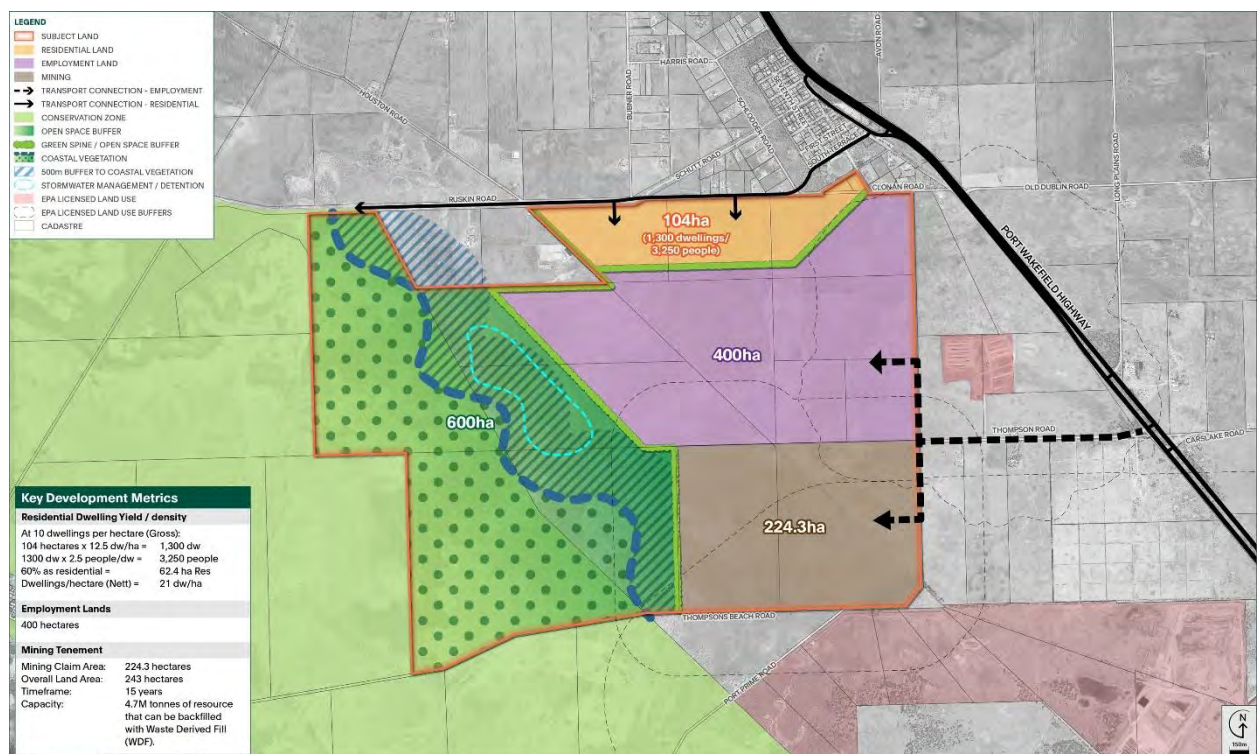 LEGEND
SUBJECT LAND
RESIDENTIAL LAND
EMPLOYMENT LAND
MINING
TRANSPORT CONNECTION - EMPLOYMENT
TRANSPORT CONNECTION - RESIDENTIAL
CONSERVATION ZONE
OPEN SPACE BUFFER
GREEN SPINE / OPEN SPACE BUFFER
COASTAL VEGETATION
500m BUFFER TO COASTAL VEGETATION
STORMWATER MANAGEMENT / DETENTION
EPA LICENSED LAND USE
EPA LICENSED LAND USE BUFFERS
CADASTRE
HARRIS ROAD
AVON ROAD
HOUSTON ROAD
BUBNER ROAD
SCHLODDER ROAD
SEVENTH STREET
FIRST STREET
SOUTH TERRACE
SCHUTT ROAD
LONG PLAINS ROAD
CLONAN ROAD
OLD DUBLIN ROAD
RUSKIN ROAD
104ha
(1,300 dwellings/
3,250 people)
PORT WAKEFIELD HIGHWAY
400ha
600ha
THOMPSON ROAD
CARSLAKE ROAD
224.3ha
THOMPSONS BEACH ROAD
PORT PRIME ROAD
Key Development Metrics
Residential Dwelling Yield / density
At 10 dwellings per hectare (Gross):
104 hectares x 12.5 dw/ha = 1,300 dw
1300 dw x 2.5 people/dw = 3,250 people
60% as residential = 62.4 ha Res
Dwellings/hectare (Nett) = 21 dw/ha
Employment Lands
400 hectares
Mining Tenement
Mining Claim Area: 224.3 hectares
Overall Land Area: 243 hectares
Timeframe: 15 years
Capacity: 4.7M tonnes of resource
that can be backfilled
with Waste Derived Fill
(WDF).
N
150m